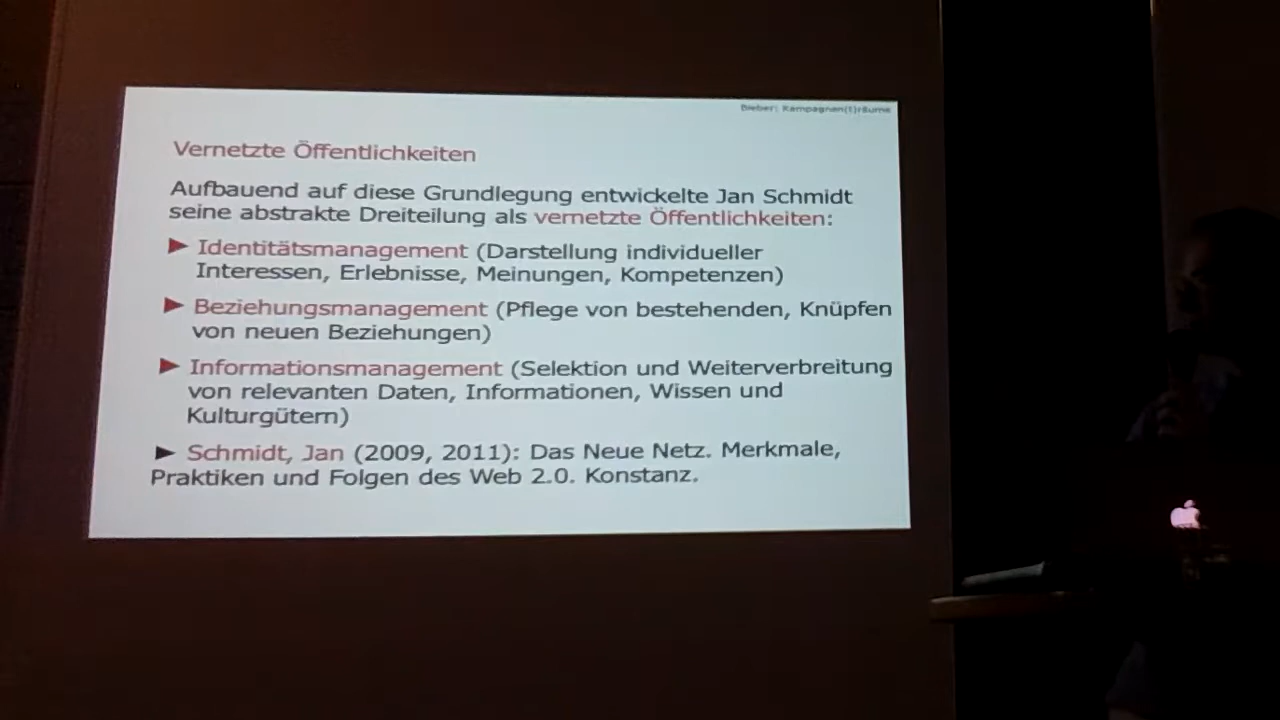 Bieber: Kampagnen(t)räume
Vernetzte Öffentlichkeiten
Aufbauend auf diese Grundlegung entwickelte Jan Schmidt
seine abstrakte Dreiteilung als vernetzte Öffentlichkeiten:
► Identitätsmanagement (Darstellung individueller
Interessen, Erlebnisse, Meinungen, Kompetenzen)
► Beziehungsmanagement (Pflege von bestehenden, Knüpfen
von neuen Beziehungen)
► Informationsmanagement (Selektion und Weiterverbreitung
von relevanten Daten, Informationen, Wissen und
Kulturgütern)
► Schmidt, Jan (2009, 2011): Das Neue Netz. Merkmale,
Praktiken und Folgen des Web 2.0. Konstanz.